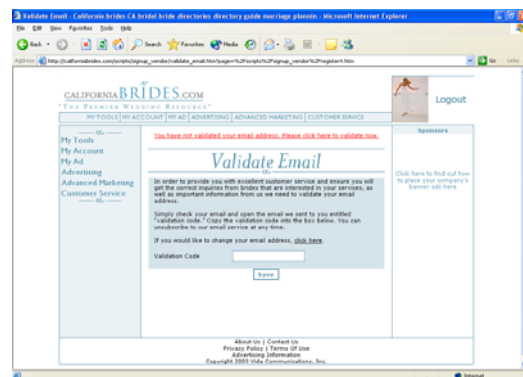 Validate Email - California brides CA bridal bride directories directory guide marriage plannin - Microsoft Internet Explorer
File Edit View Favorites Tools Help
Back Search Favorites Media
Address http://californiabrides.com/scripts/signup_vendor/validate_email.htm?page=%2Fscripts%2Fsignup_vendor%2Fregister4.htm Go Links
CALIFORNIABRIDES.COM
"THE PREMIER WEDDING RESOURCE"
Logout
MY TOOLS | MY ACCOUNT | MY AD | ADVERTISING | ADVANCED MARKETING | CUSTOMER SERVICE
My Tools
My Account
My Ad
Advertising
Advanced Marketing
Customer Service
You have not validated your email address. Please click here to validate now.
Validate Email
In order to provide you with excellent customer service and ensure you will
get the correct inquiries from brides that are interested in your services, as
well as important information from us we need to validate your email
address.
Simply check your email and open the email we sent to you entitled
"validation code." Copy the validation code into the box below. You can
unsubscribe to our email service at any time.
If you would like to change your email address, click here.
Validation Code
Save
Sponsors
Click here to find out how
to place your company's
banner ads here
About Us | Contact Us
Privacy Policy | Terms Of Use
Advertising Information
Copyright 2003 Vida Communications, Inc.
Internet